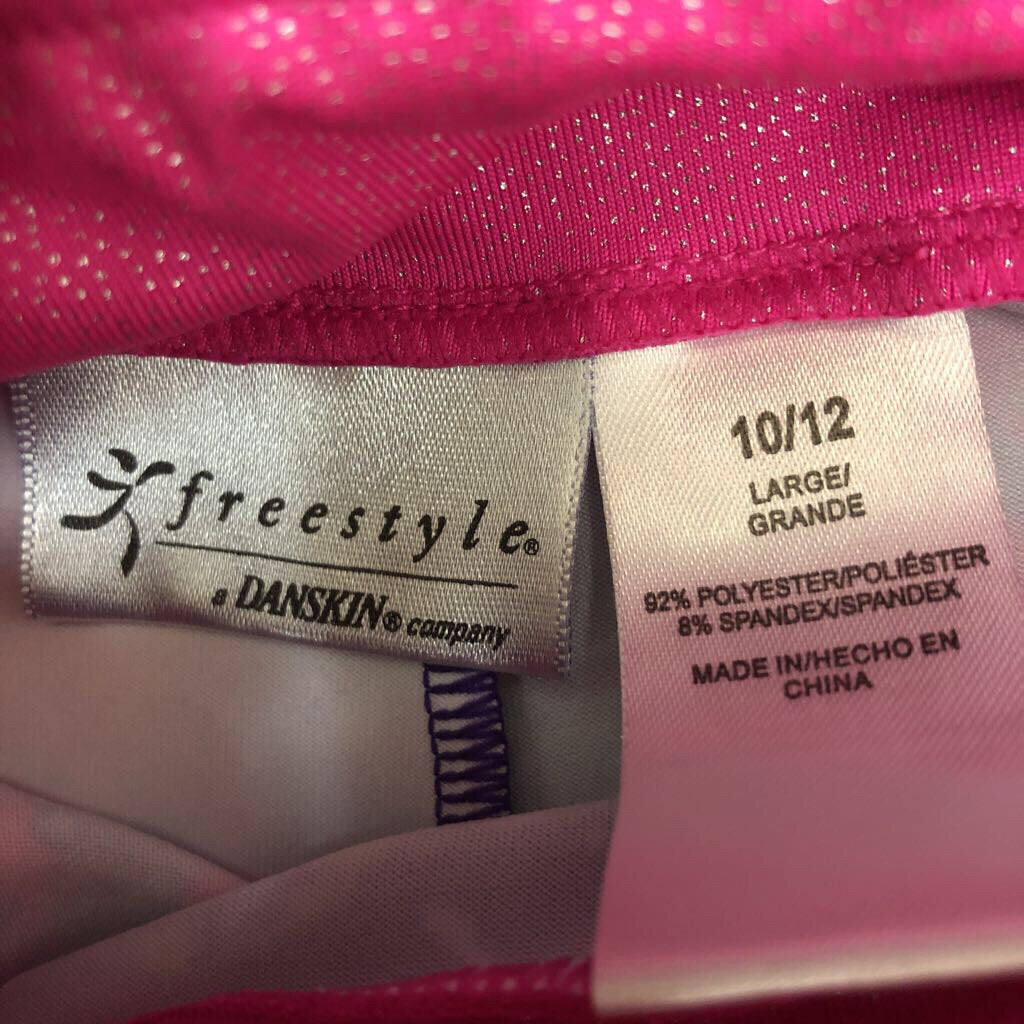 freestyle®
a DANSKIN® company
10/12
LARGE/
GRANDE
92% POLYESTER/POLIÉSTER
8% SPANDEX/SPANDEX
MADE IN/HECHO EN
CHINA